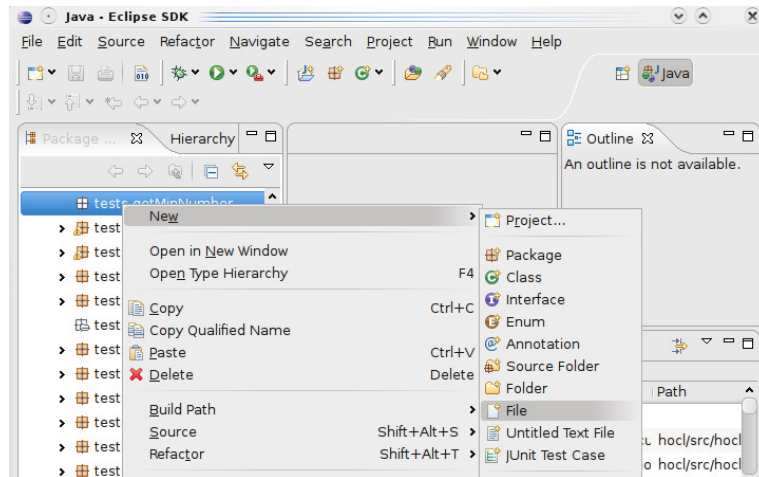 Java - Eclipse SDK
File Edit Source Refactor Navigate Search Project Run Window Help
Java
Package ... Hierarchy
Outline
An outline is not available.
tests.getMinNumber
test
test
test
test
test
test
test
test
test
test
test
New
Open in New Window
Open Type Hierarchy F4
Copy Ctrl+C
Copy Qualified Name
Paste Ctrl+V
Delete Delete
Build Path
Source Shift+Alt+S
Refactor Shift+Alt+T
Project...
Package
Class
Interface
Enum
Annotation
Source Folder
Folder
File
Untitled Text File
JUnit Test Case
Path
hocl/src/hocl
hocl/src/hocl